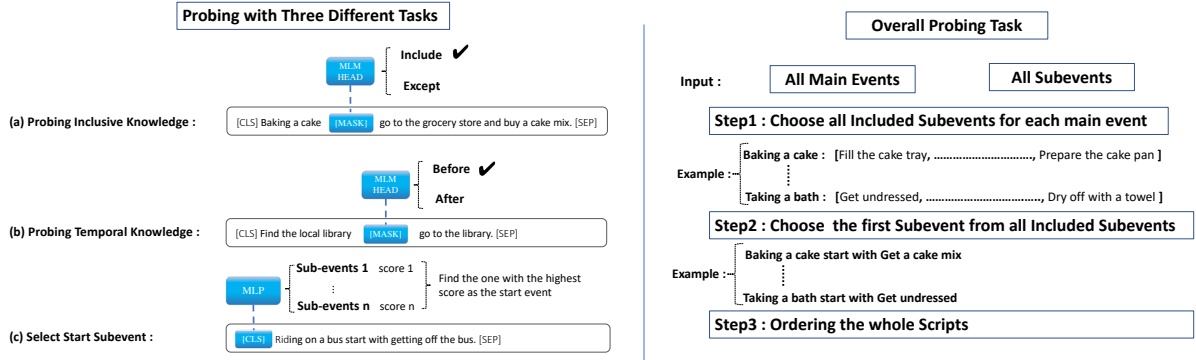 Probing with Three Different Tasks
MLM
HEAD
Include ✔
Except
(a) Probing Inclusive Knowledge :
[CLS] Baking a cake [MASK] go to the grocery store and buy a cake mix. [SEP]
MLM
HEAD
Before ✔
After
(b) Probing Temporal Knowledge :
[CLS] Find the local library [MASK] go to the library. [SEP]
MLP
Sub-events 1 score 1
⋮
Sub-events n score n
Find the one with the highest
score as the start event
(c) Select Start Subevent :
[CLS] Riding on a bus start with getting off the bus. [SEP]
Overall Probing Task
Input :
All Main Events
All Subevents
Step1 : Choose all Included Subevents for each main event
Example :
Baking a cake : [Fill the cake tray, …………………………., Prepare the cake pan ]
Taking a bath : [Get undressed, …………………………….., Dry off with a towel ]
Step2 : Choose the first Subevent from all Included Subevents
Example :
Baking a cake start with Get a cake mix
Taking a bath start with Get undressed
Step3 : Ordering the whole Scripts